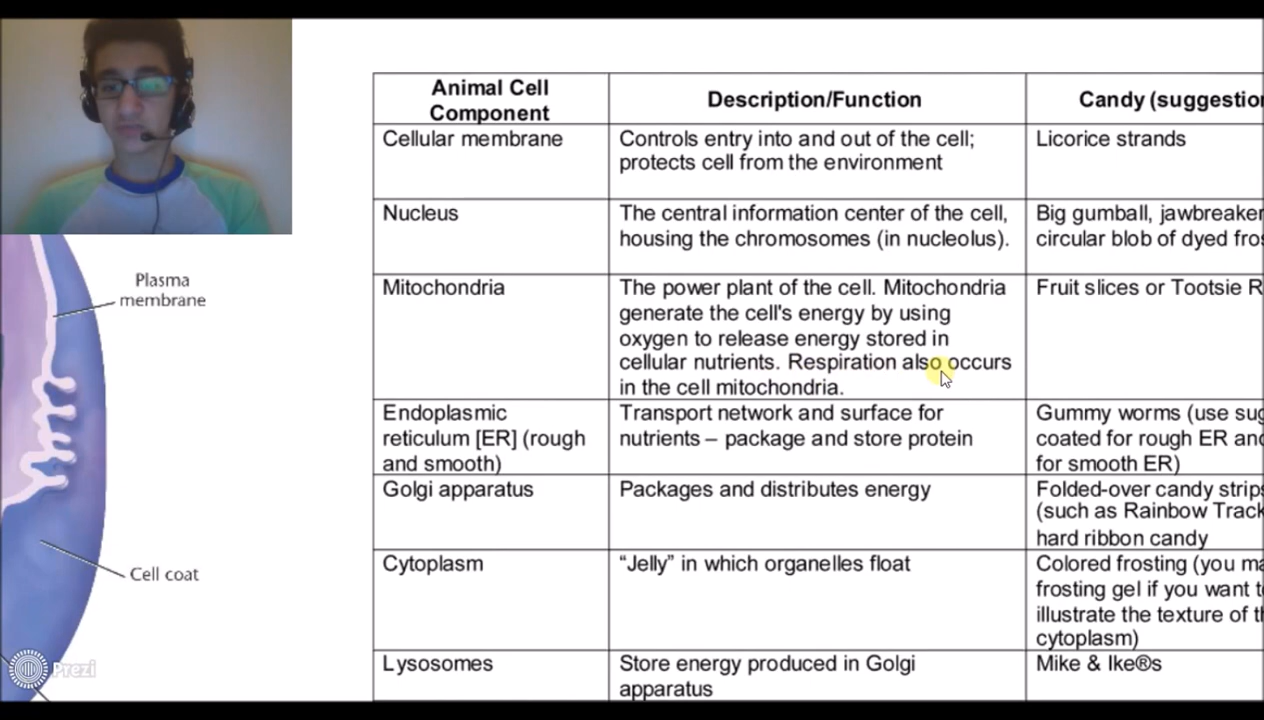 Animal Cell
Component
Description/Function
Candy (suggestion
Cellular membrane
Controls entry into and out of the cell;
protects cell from the environment
Licorice strands
Nucleus
The central information center of the cell,
housing the chromosomes (in nucleolus).
Big gumball, jawbreaker
circular blob of dyed fros
Mitochondria
The power plant of the cell. Mitochondria
generate the cell's energy by using
oxygen to release energy stored in
cellular nutrients. Respiration also occurs
in the cell mitochondria.
Fruit slices or Tootsie R
Endoplasmic
reticulum [ER] (rough
and smooth)
Transport network and surface for
nutrients – package and store protein
Gummy worms (use sug
coated for rough ER and
for smooth ER)
Golgi apparatus
Packages and distributes energy
Folded-over candy strips
(such as Rainbow Track
hard ribbon candy
Cytoplasm
“Jelly” in which organelles float
Colored frosting (you ma
frosting gel if you want to
illustrate the texture of th
cytoplasm)
Lysosomes
Store energy produced in Golgi
apparatus
Mike & Ike®s
Plasma
membrane
Cell coat
Prezi